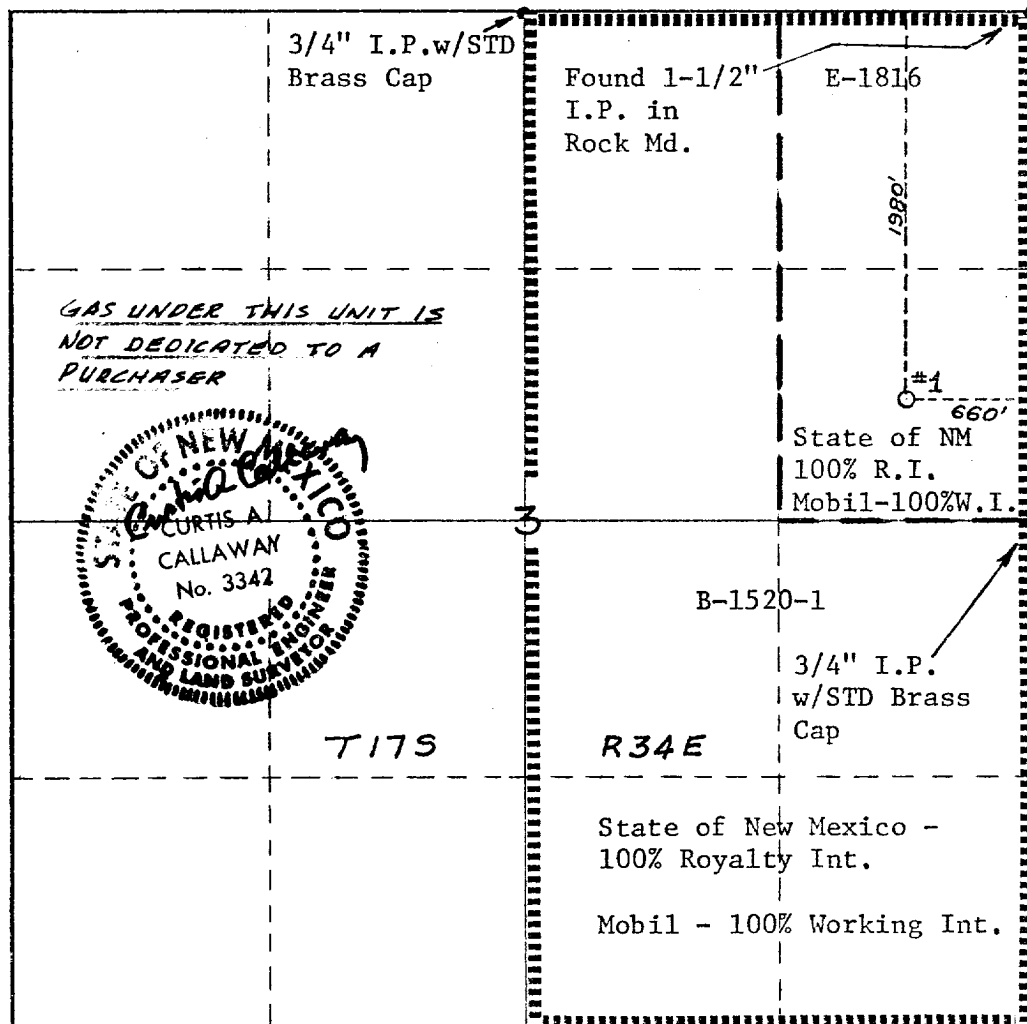 3/4" I.P.w/STD
Brass Cap
Found 1-1/2"
I.P. in
Rock Md.
E-1816
1980'
GAS UNDER THIS UNIT IS
NOT DEDICATED TO A
PURCHASER
#1
660'
State of NM
100% R.I.
Mobil-100%W.I.
STATE OF NEW MEXICO
Curtis A Callaway
CURTIS A.
CALLAWAY
No. 3342
REGISTERED
PROFESSIONAL ENGINEER
AND LAND SURVEYOR
3
B-1520-1
3/4" I.P.
w/STD Brass
Cap
T17S
R34E
State of New Mexico -
100% Royalty Int.
Mobil - 100% Working Int.